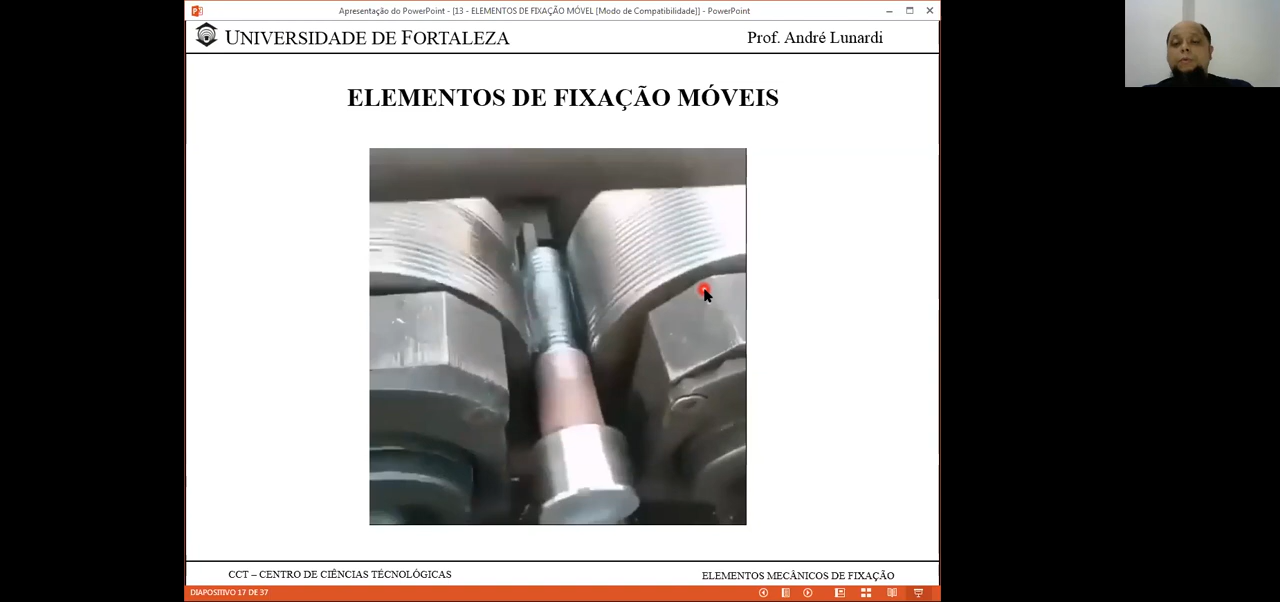 Apresentação do PowerPoint - [13 - ELEMENTOS DE FIXAÇÃO MÓVEL [Modo de Compatibilidade]] - PowerPoint
UNIVERSIDADE DE FORTALEZA
Prof. André Lunardi
ELEMENTOS DE FIXAÇÃO MÓVEIS
CCT – CENTRO DE CIÊNCIAS TÉCNOLÓGICAS
ELEMENTOS MECÂNICOS DE FIXAÇÃO
DIAPOSITIVO 17 DE 37